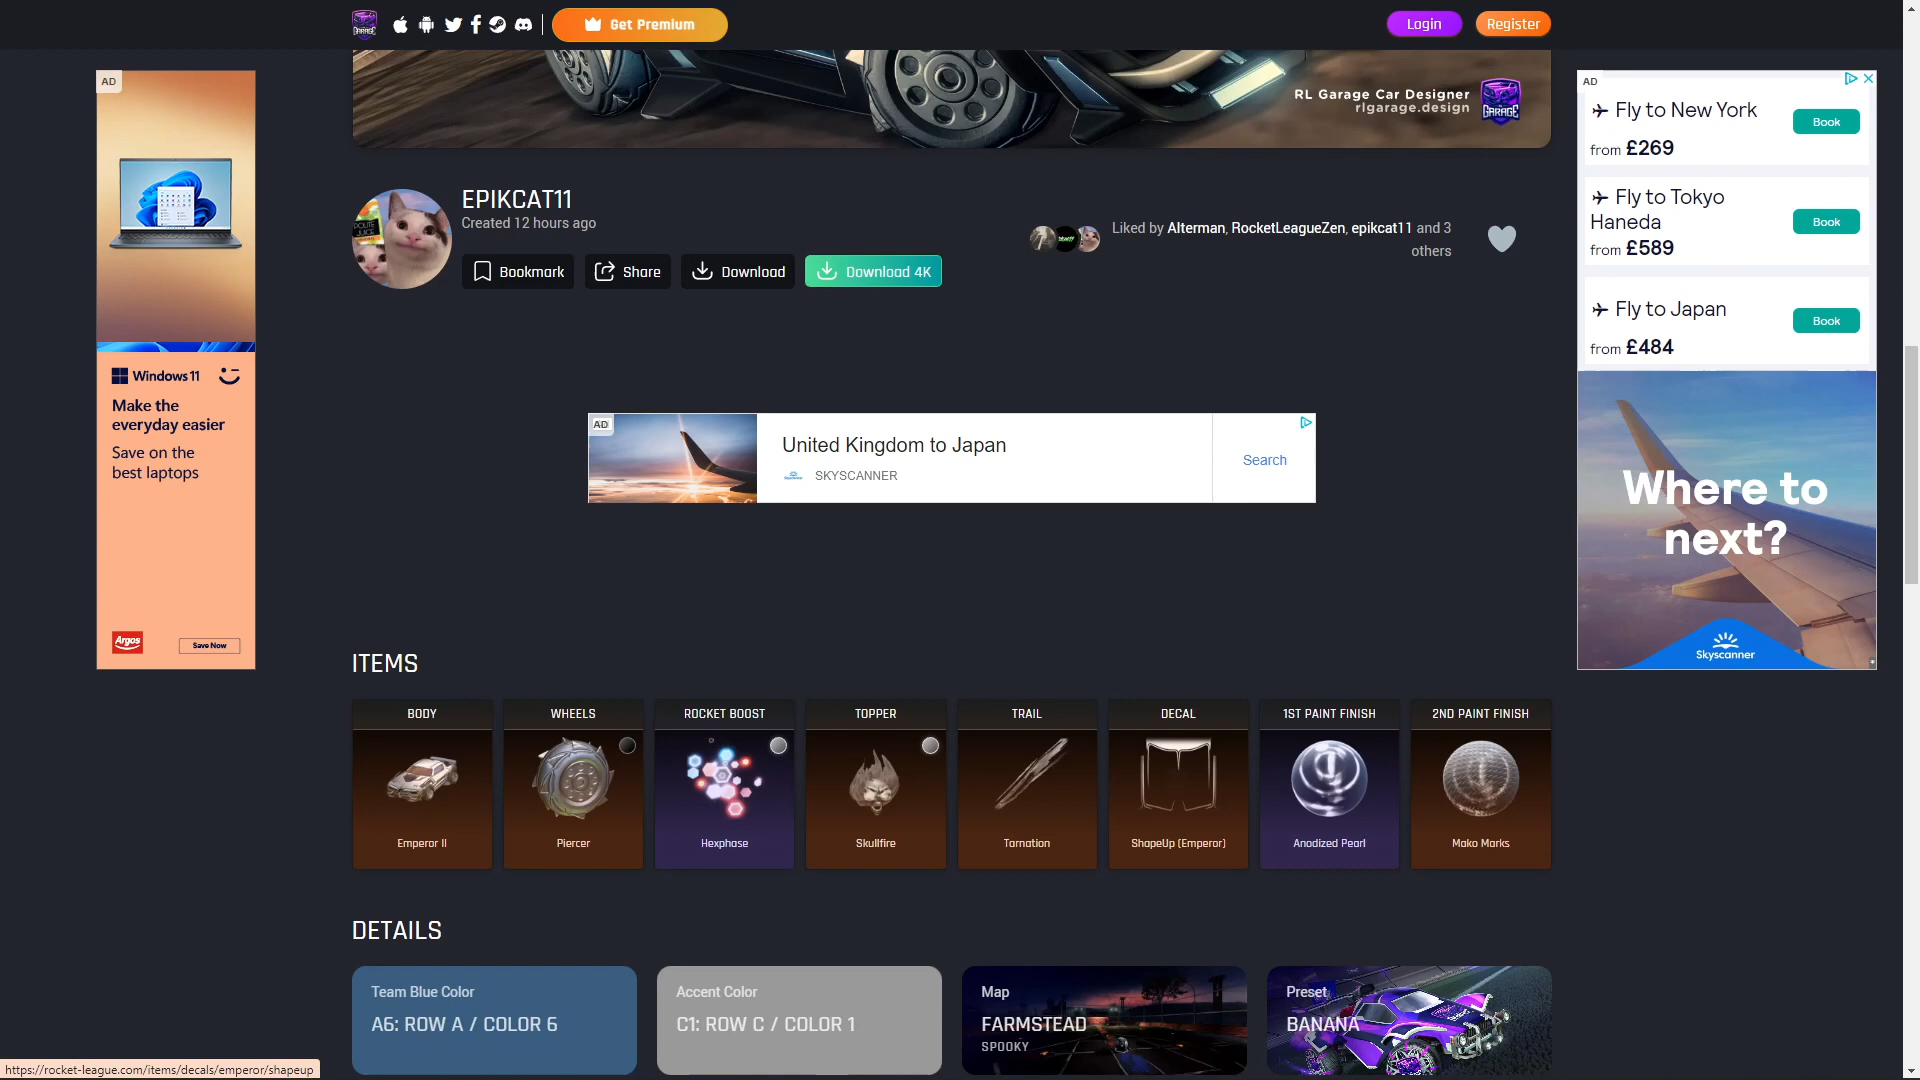 Get Premium
Login
Register
RL Garage Car Designer
rlgarage.design
GARAGE
AD
Windows 11
Make the
everyday easier
Save on the
best laptops
Argos
Save Now
EPIKCAT11
Created 12 hours ago
Bookmark
Share
Download
Download 4K
Liked by Alterman, RocketLeagueZen, epikcat11 and 3
others
AD
United Kingdom to Japan
SKYSCANNER
Search
AD
Fly to New York
from £269
Book
Fly to Tokyo
Haneda
from £589
Book
Fly to Japan
from £484
Book
Where to
next?
Skyscanner
ITEMS
BODY
WHEELS
ROCKET BOOST
TOPPER
TRAIL
DECAL
1ST PAINT FINISH
2ND PAINT FINISH
Emperor II
Piercer
Hexphase
Skullfire
Tarnation
ShapeUp (Emperor)
Anodized Pearl
Mako Marks
DETAILS
Team Blue Color
A6: ROW A / COLOR 6
Accent Color
C1: ROW C / COLOR 1
Map
FARMSTEAD
SPOOKY
Preset
BANANA
https://rocket-league.com/items/decals/emperor/shapeup